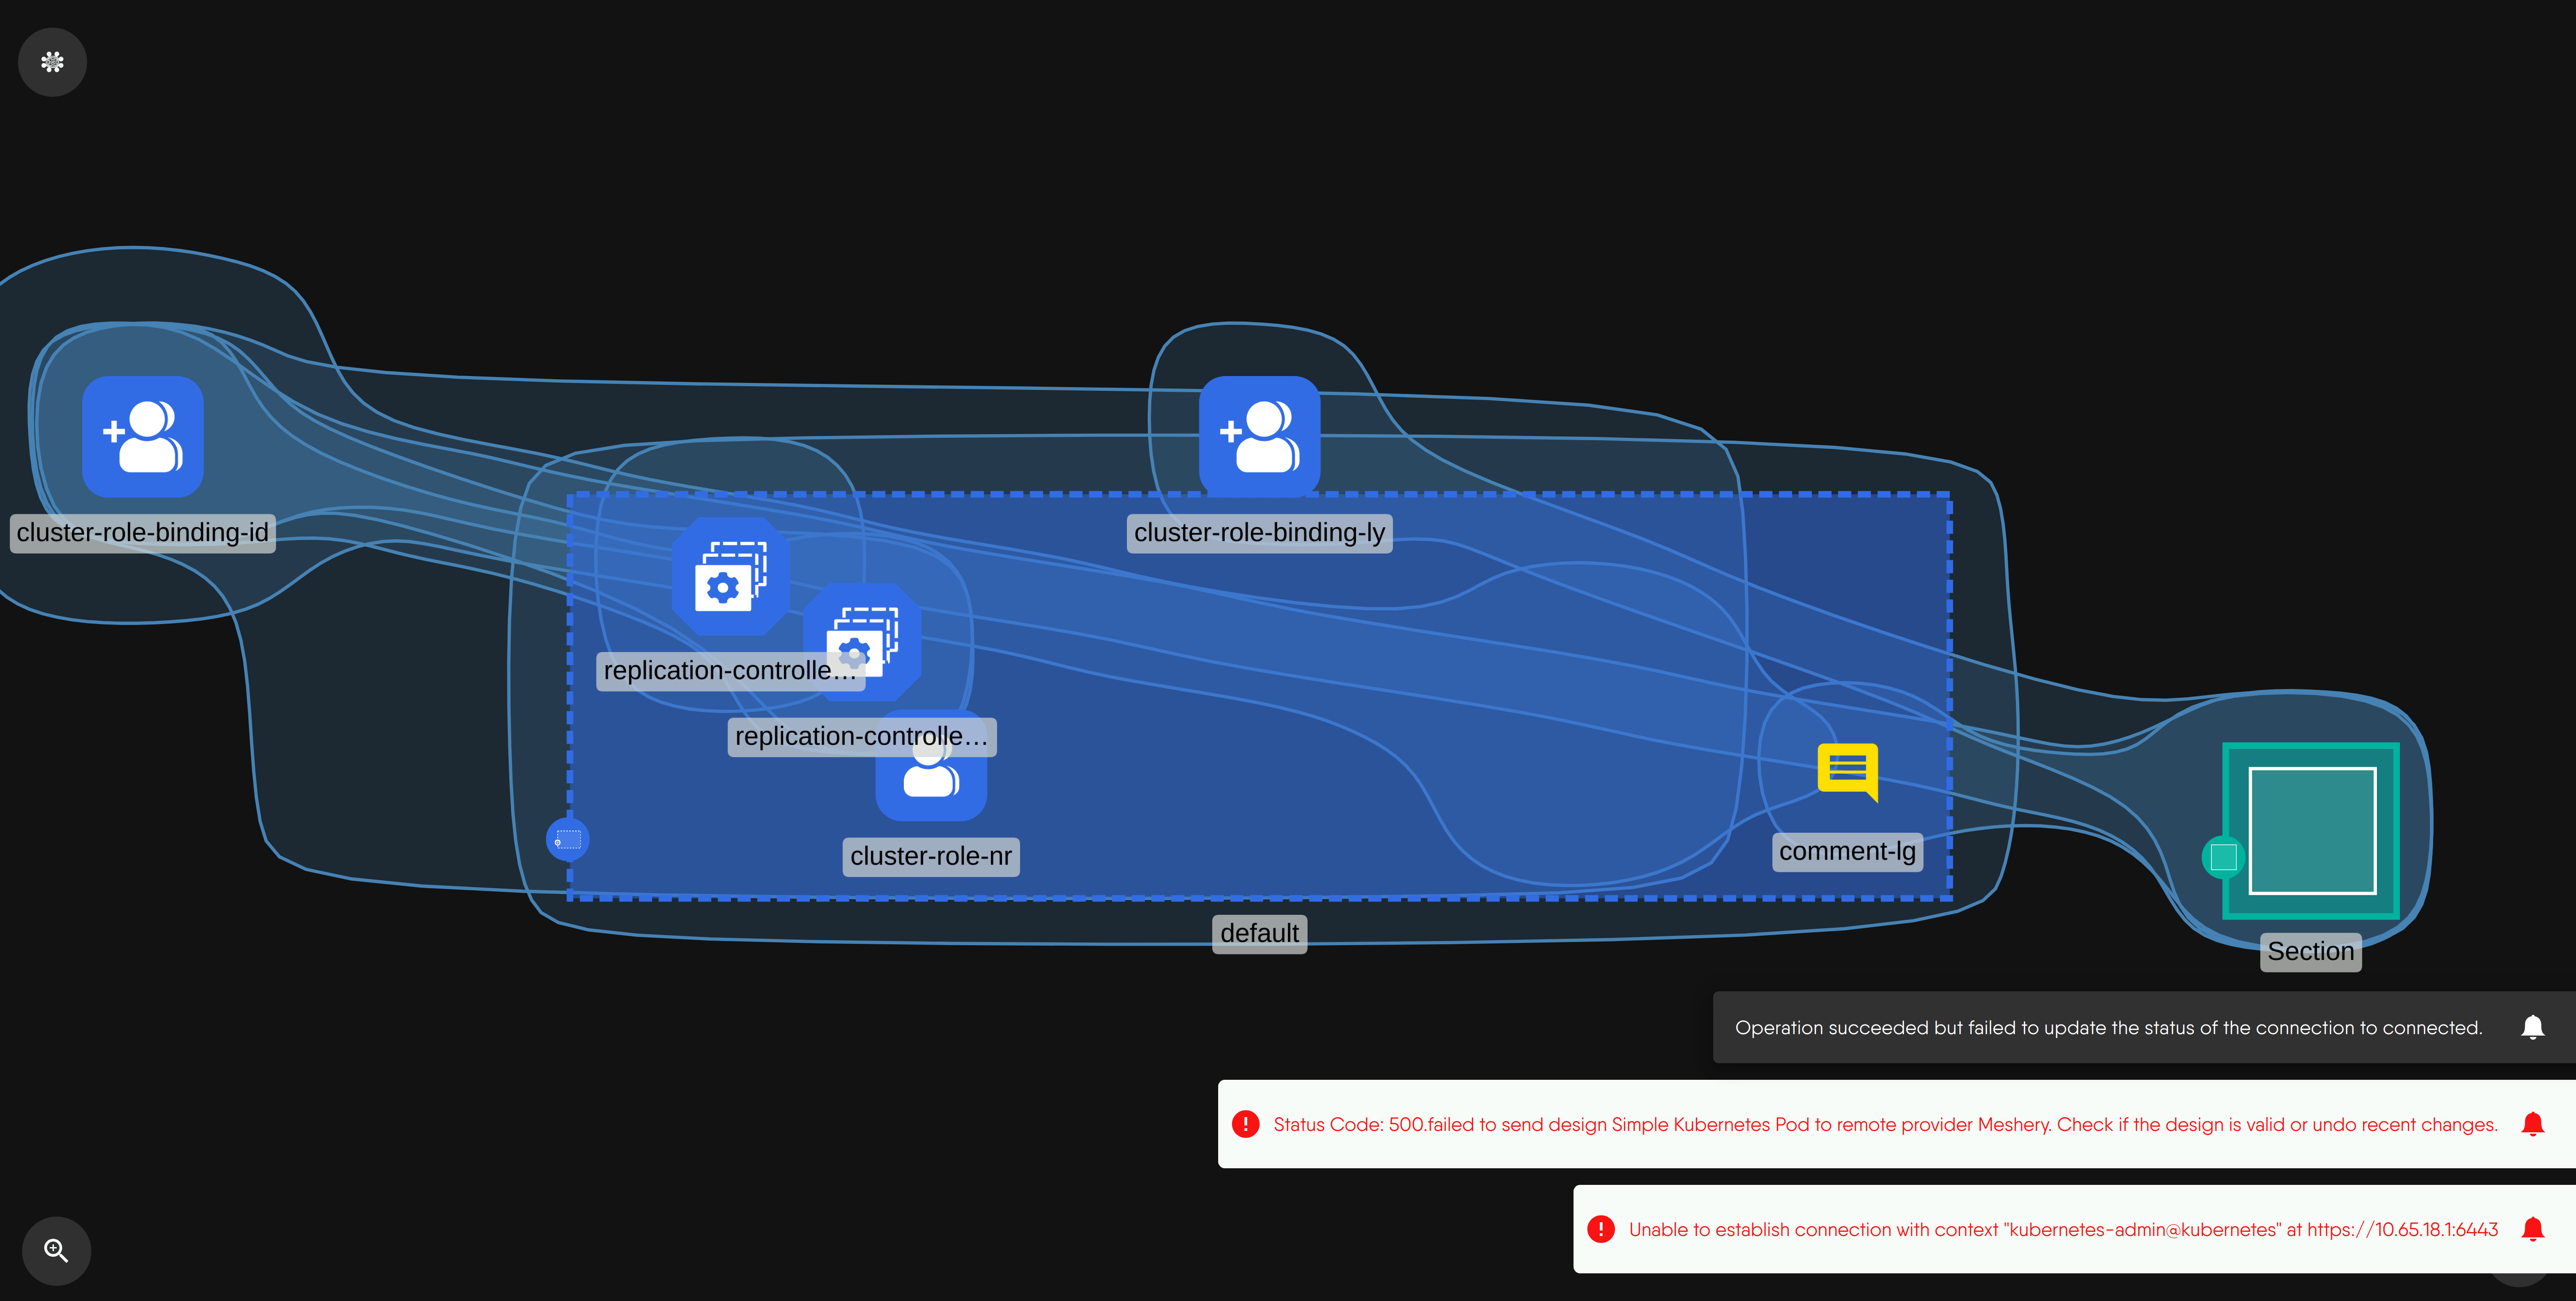 cluster-role-binding-id
cluster-role-binding-ly
replication-controlle...
replication-controlle...
cluster-role-nr
comment-lg
default
Section
Operation succeeded but failed to update the status of the connection to connected.
Status Code: 500.failed to send design Simple Kubernetes Pod to remote provider Meshery. Check if the design is valid or undo recent changes.
Unable to establish connection with context "kubernetes-admin@kubernetes" at https://10.65.18.1:6443